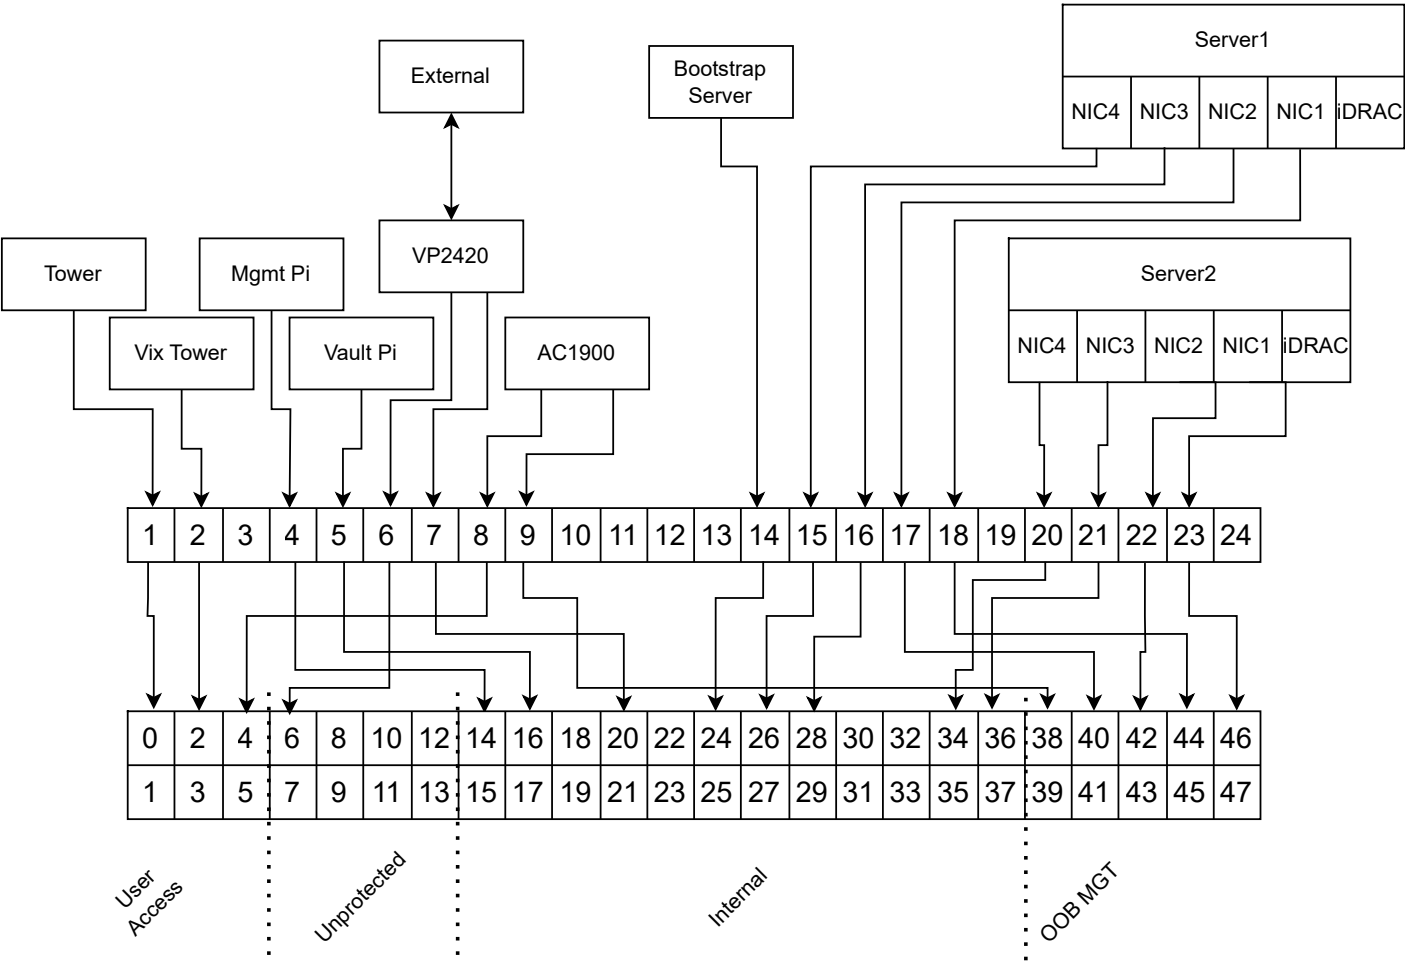 Server1
External
Bootstrap
Server
NIC4 NIC3 NIC2 NIC1 iDRAC
Tower
Mgmt Pi
VP2420
Server2
Vix Tower
Vault Pi
AC1900
NIC4 NIC3 NIC2 NIC1 iDRAC
1 2 3 4 5 6 7 8 9 10 11 12 13 14 15 16 17 18 19 20 21 22 23 24
0 2 4 6 8 10 12 14 16 18 20 22 24 26 28 30 32 34 36 38 40 42 44 46
1 3 5 7 9 11 13 15 17 19 21 23 25 27 29 31 33 35 37 39 41 43 45 47
User
Access
Unprotected
Internal
OOB MGT